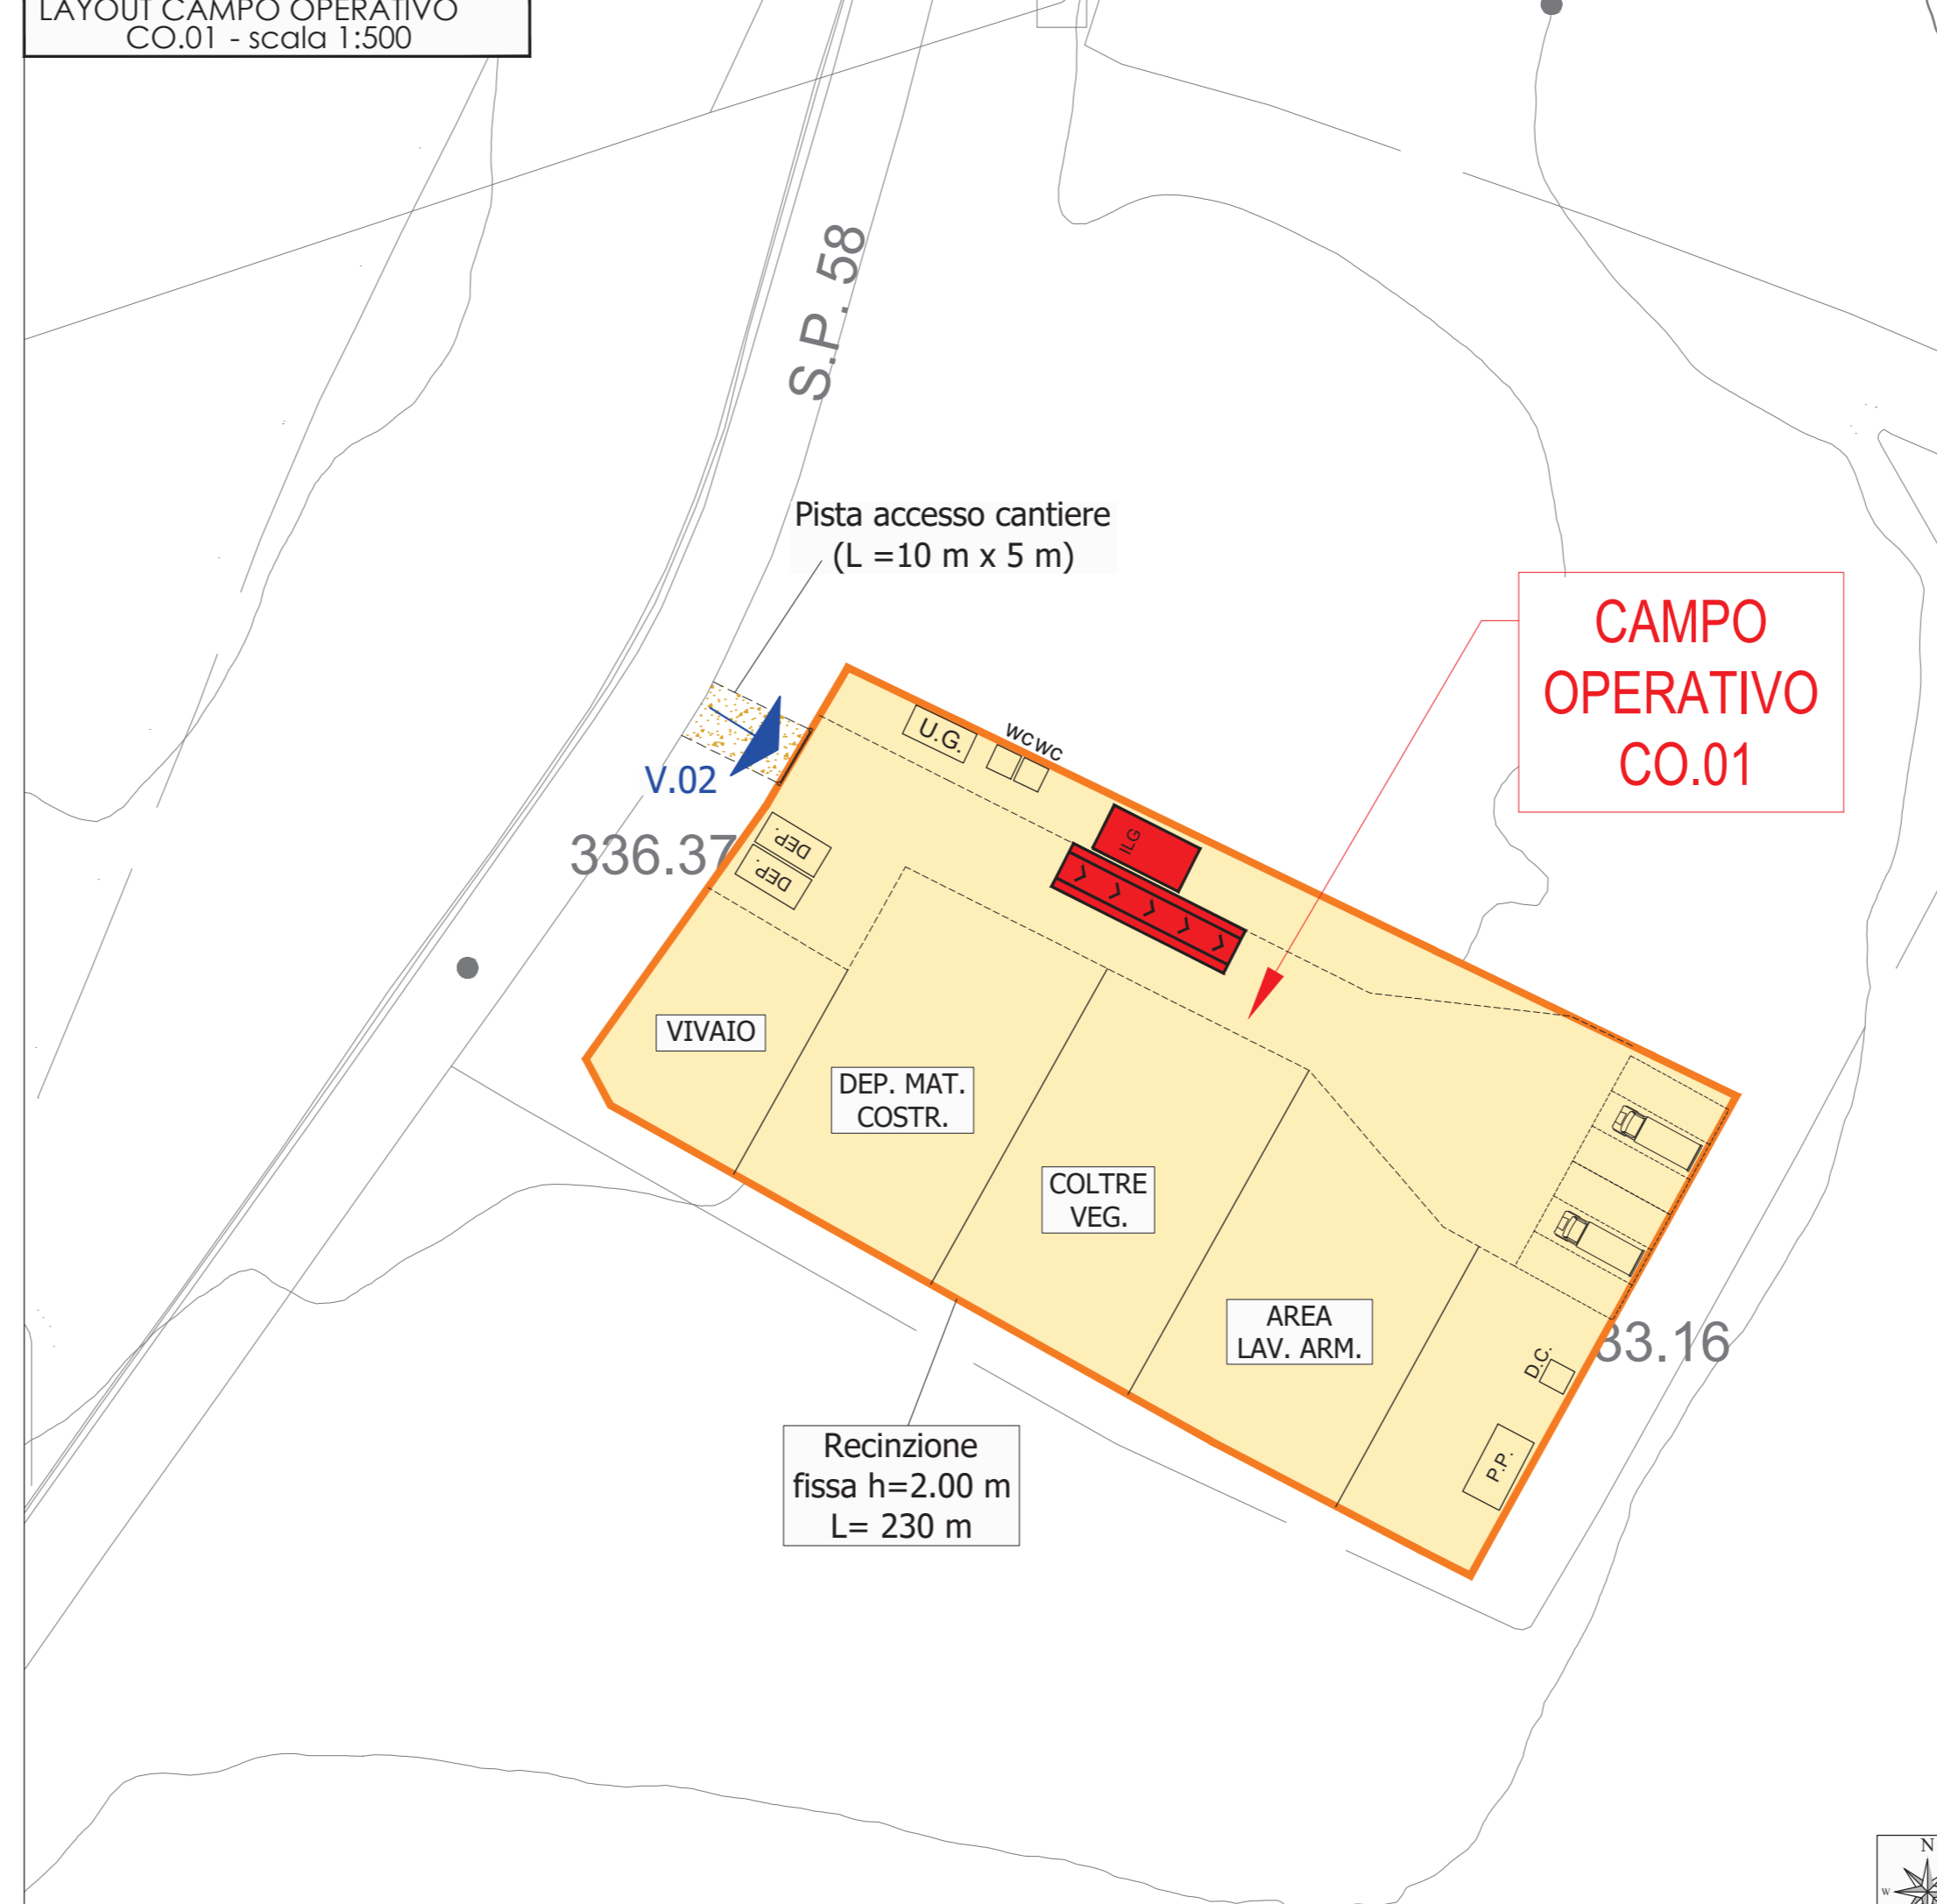 LAYOUT CAMPO OPERATIVO
CO.01 - scala 1:500
S.P. 58
Pista accesso cantiere
(L =10 m x 5 m)
CAMPO
OPERATIVO
CO.01
U.G.
WC WC
V.02
336.37
DEP.
DEP.
ILG
VIVAIO
DEP. MAT.
COSTR.
COLTRE
VEG.
AREA
LAV. ARM.
33.16
D.C.
P.P.
Recinzione
fissa h=2.00 m
L= 230 m
N
W